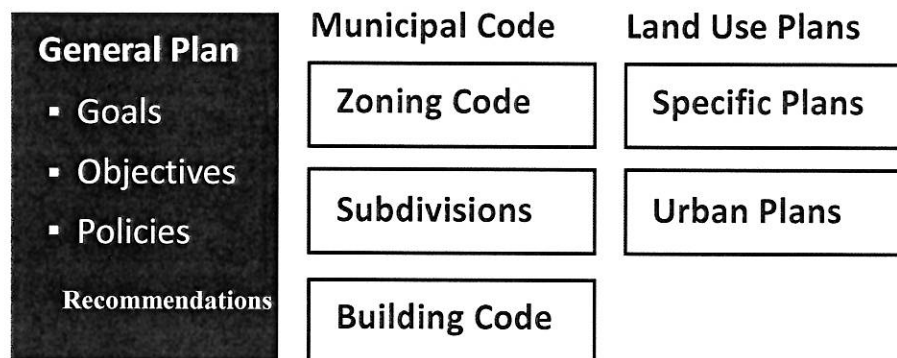 General Plan
▪ Goals
▪ Objectives
▪ Policies
Recommendations
Municipal Code
Zoning Code
Subdivisions
Building Code
Land Use Plans
Specific Plans
Urban Plans